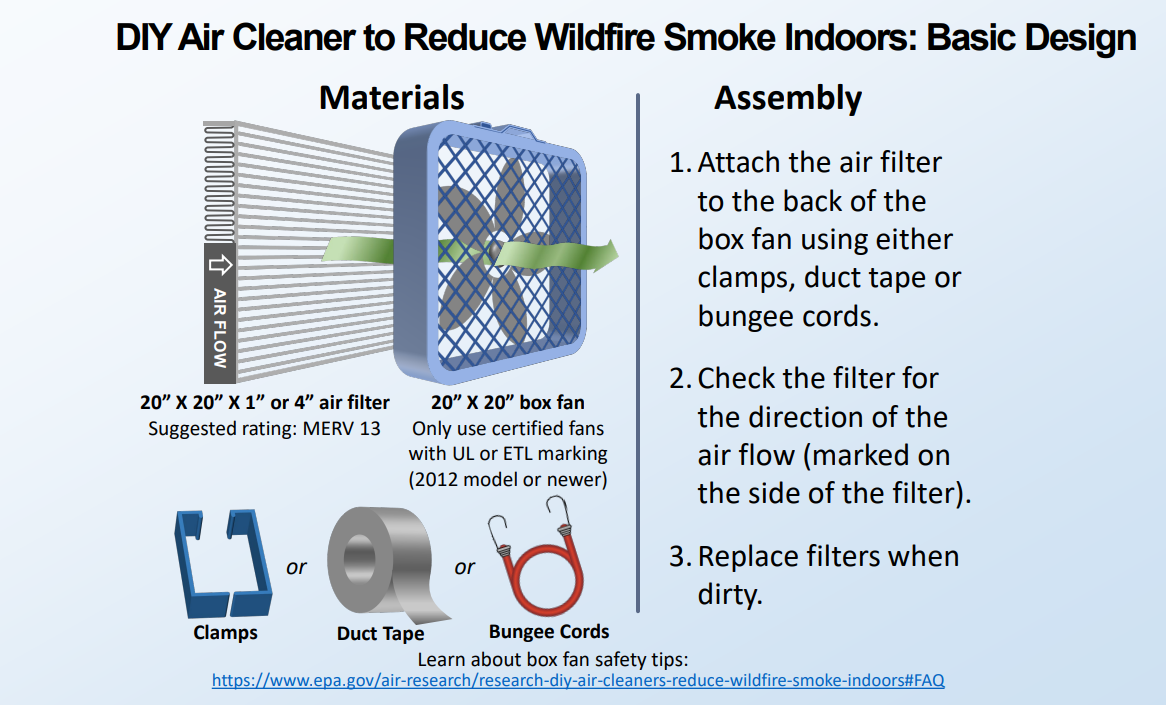 DIY Air Cleaner to Reduce Wildfire Smoke Indoors: Basic Design
Materials
AIR FLOW
20” X 20” X 1” or 4” air filter
Suggested rating: MERV 13
20” X 20” box fan
Only use certified fans
with UL or ETL marking
(2012 model or newer)
or
or
Clamps
Duct Tape
Bungee Cords
Assembly
1. Attach the air filter
to the back of the
box fan using either
clamps, duct tape or
bungee cords.
2. Check the filter for
the direction of the
air flow (marked on
the side of the filter).
3. Replace filters when
dirty.
Learn about box fan safety tips:
https://www.epa.gov/air-research/research-diy-air-cleaners-reduce-wildfire-smoke-indoors#FAQ